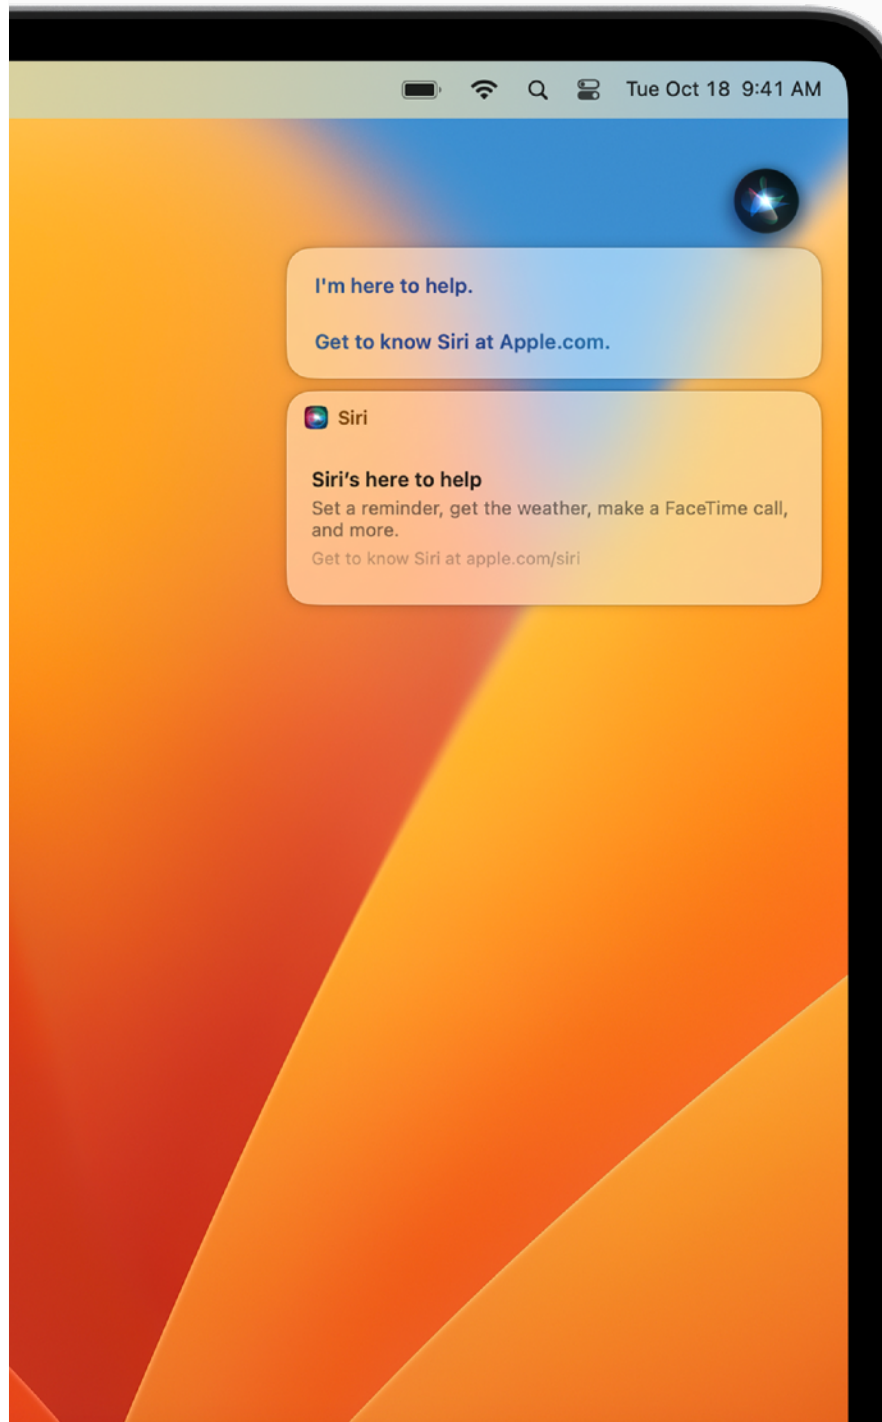 Tue Oct 18 9:41 AM
I'm here to help.
Get to know Siri at Apple.com.
Siri
Siri's here to help
Set a reminder, get the weather, make a FaceTime call,
and more.
Get to know Siri at apple.com/siri